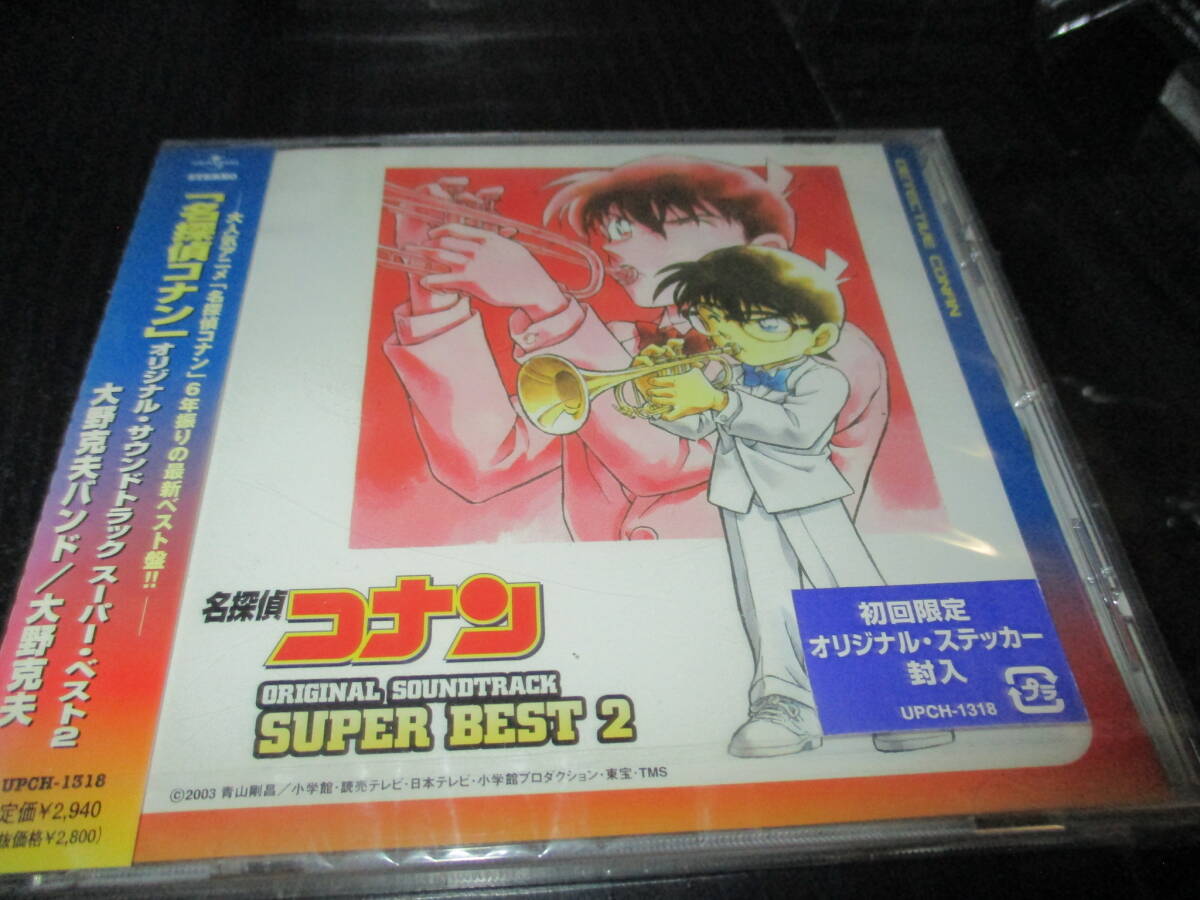 UNIVERSAL
STEREO
──大人気アニメ「名探偵コナン」6年振りの最新ベスト盤!!──
「名探偵コナン」オリジナル・サウンドトラック スーパー・ベスト2
大野克夫バンド/大野克夫
UPCH-1318
定価¥2,940
抜価格¥2,800)
DETECTIVE CONAN
名探偵
コナン
ORIGINAL SOUNDTRACK
SUPER BEST 2
©2003 青山剛昌/小学館・読売テレビ・日本テレビ・小学館プロダクション・東宝・TMS
初回限定
オリジナル・ステッカー
封入
プラ
UPCH-1318